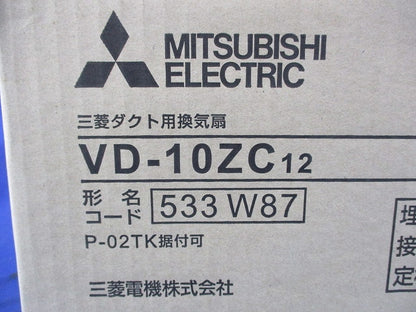 MITSUBISHI
ELECTRIC
三菱ダクト用換気扇
VD-10ZC12
形名
コード 533 W87
P-02TK据付可
三菱電機株式会社
埋
接
定